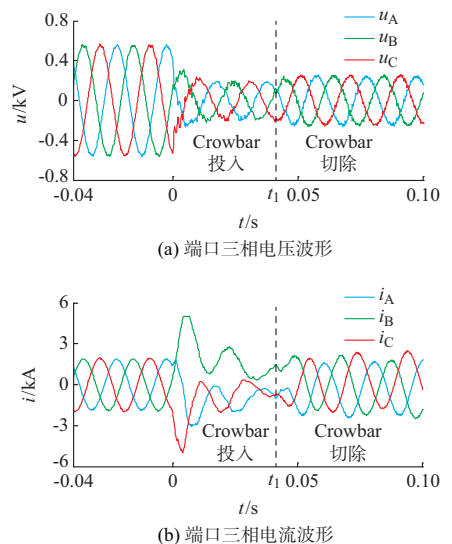 u/kV
0.8
0.4
0
-0.4
-0.8
u_A
u_B
u_C
Crowbar
投入
Crowbar
切除
-0.04
0
t₁
0.05
0.10
t/s
(a) 端口三相电压波形
i/kA
6
3
0
-3
-6
i_A
i_B
i_C
Crowbar
投入
Crowbar
切除
-0.04
0
t₁
0.05
0.10
t/s
(b) 端口三相电流波形